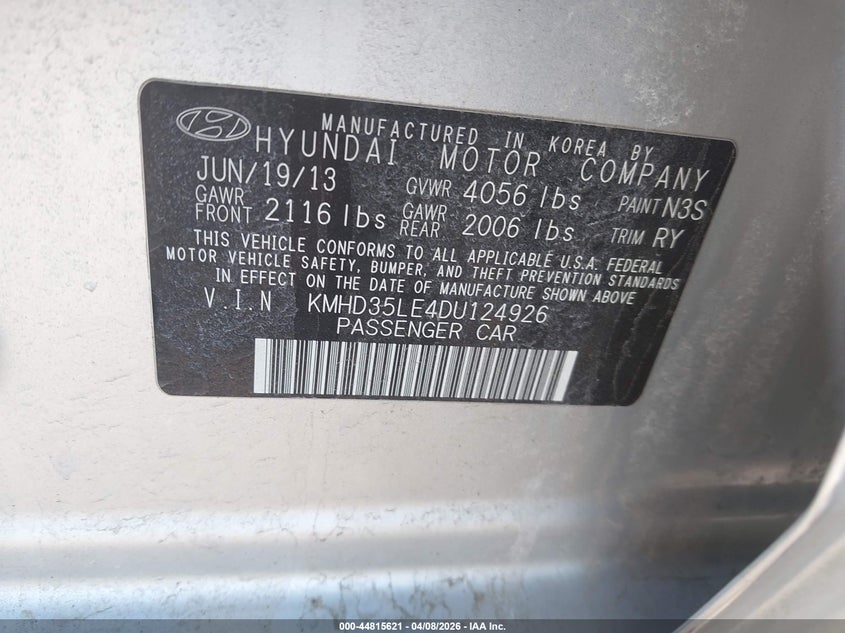 MANUFACTURED IN KOREA BY
HYUNDAI MOTOR COMPANY
JUN/19/13 GVWR 4056 lbs PAINT N3S
GAWR FRONT 2116 lbs GAWR REAR 2006 lbs TRIM RY
THIS VEHICLE CONFORMS TO ALL APPLICABLE U.S.A. FEDERAL
MOTOR VEHICLE SAFETY, BUMPER, AND THEFT PREVENTION STANDARDS
IN EFFECT ON THE DATE OF MANUFACTURE SHOWN ABOVE
V.I.N KMHD35LE4DU124926
PASSENGER CAR
000-44815621 | 04/08/2026 - IAA Inc.